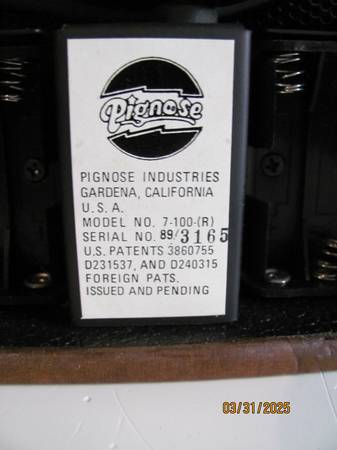 Pignose
PIGNOSE INDUSTRIES
GARDENA, CALIFORNIA
U.S.A.
MODEL NO. 7-100-(R)
SERIAL NO. 89/3165
U.S. PATENTS 3860755
D231537, AND D240315
FOREIGN PATS.
ISSUED AND PENDING
03/31/2025